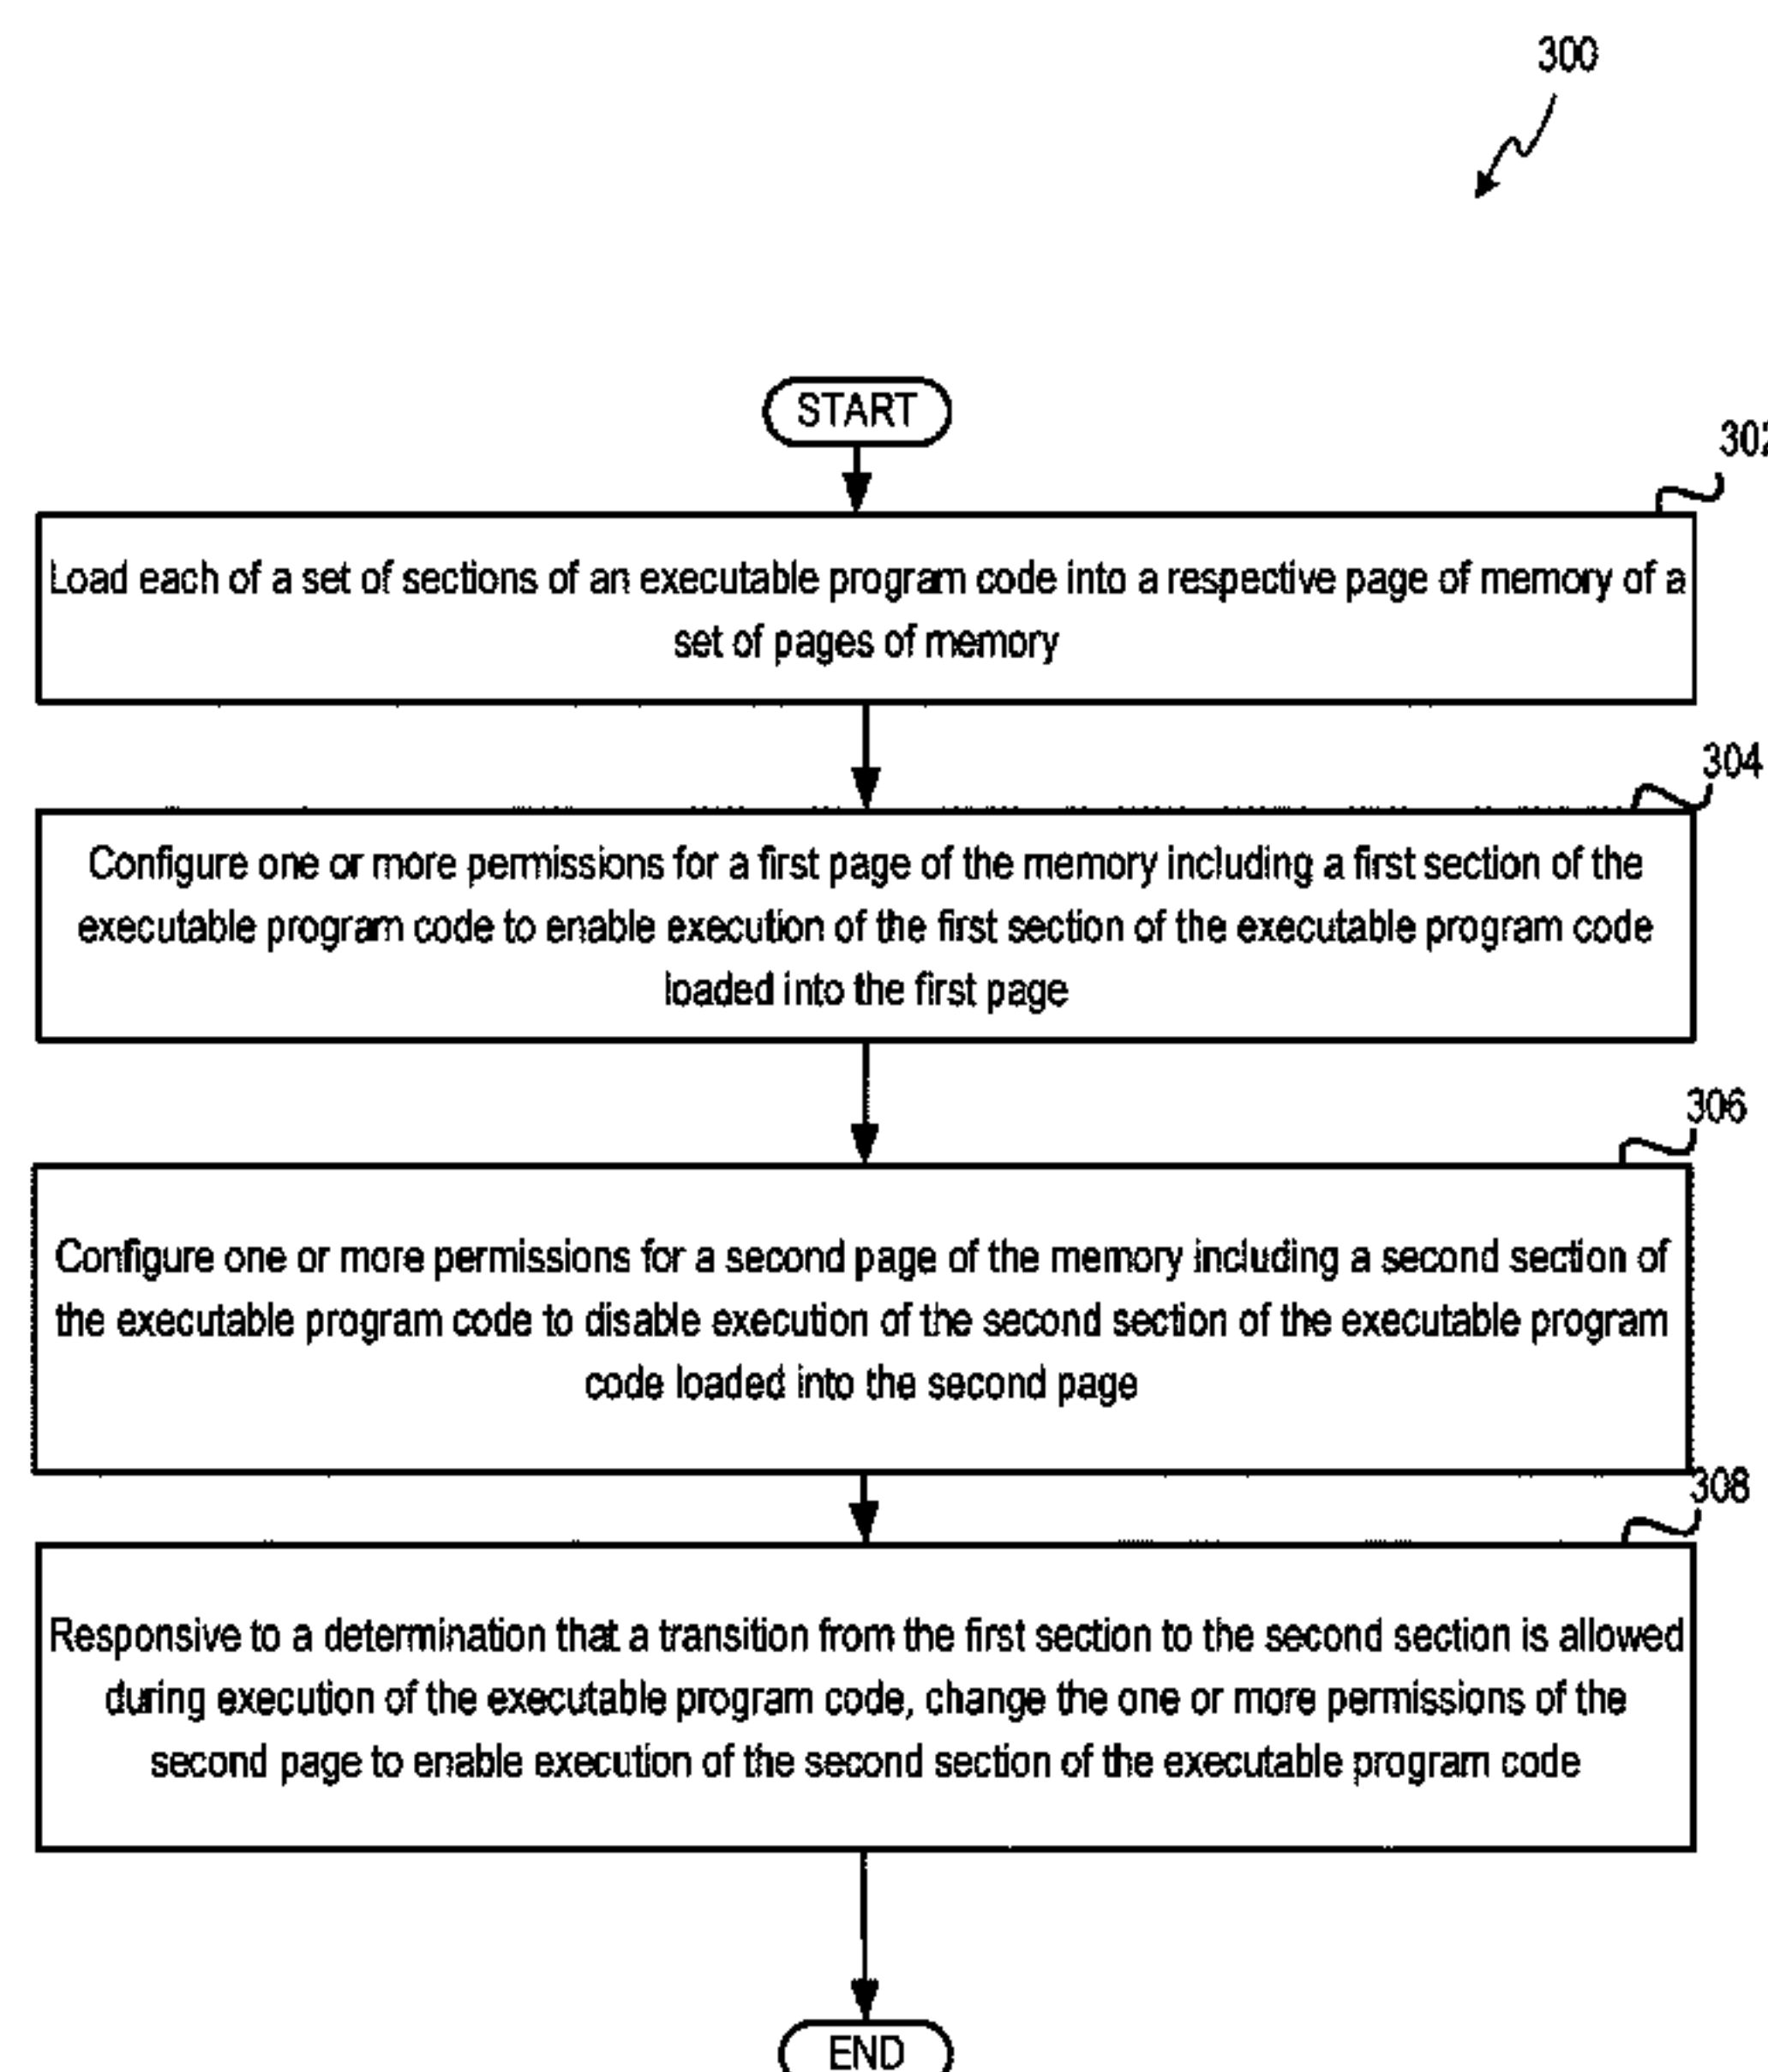 300
START
302
Load each of a set of sections of an executable program code into a respective page of memory of a
set of pages of memory
304
Configure one or more permissions for a first page of the memory including a first section of the
executable program code to enable execution of the first section of the executable program code
loaded into the first page
306
Configure one or more permissions for a second page of the memory including a second section of
the executable program code to disable execution of the second section of the executable program
code loaded into the second page
308
Responsive to a determination that a transition from the first section to the second section is allowed
during execution of the executable program code, change the one or more permissions of the
second page to enable execution of the second section of the executable program code
END